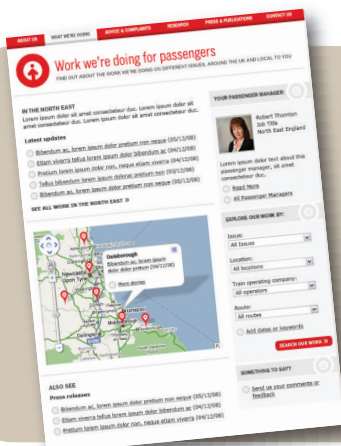 ABOUT US
WHAT WE'RE DOING
ADVICE & COMPLAINTS
RESEARCH
PRESS & PUBLICATIONS
CONTACT US
Work we're doing for passengers
FIND OUT ABOUT THE WORK WE'RE DOING ON DIFFERENT ISSUES, AROUND THE UK AND LOCAL TO YOU
IN THE NORTH EAST
Lorem ipsum dolor sit amet consectetuer duc. Lorem ipsum dolor sit
amet consectetuer duc. Lorem ipsum dolor sit amet consectetuer duc.
Latest updates
Bibendum ac, lorem ipsum dolor pretium non neque (05/12/08)
Etiam viverra tellus lorem ipsum dolor bibendum ac (04/12/08)
Pretium lorem ipsum dolor non, neque etiam viverra (04/12/08)
Tellus bibendum lorem ipsum dolorac pretium non (03/12/08)
Bibendum ac, lorem ipsum dolor pretium non neque (05/12/08)
SEE ALL WORK IN THE NORTH EAST
Newcastle
Upon Tyne
Guisborough
Bibendum ac, lorem ipsum
dolor dolor pretium (04/12/08)
More stories
Hartlepool
Middlesbrough
Darlington
ALSO SEE
Press releases
Bibendum ac, lorem ipsum dolor pretium non neque (05/12/08)
Etiam viverra tellus lorem ipsum dolor bibendum ac (04/12/08)
Pretium lorem ipsum dolor non, neque etiam viverra (04/12/08)
YOUR PASSENGER MANAGER:
Robert Thornton
Job Title
North East England
Lorem ipsum dolor text about this
passenger manager, sit amet
consectetuer duc.
Read More
All Passenger Managers
EXPLORE OUR WORK BY:
Issue:
All Issues
Location:
All locations
Train operating company:
All operators
Route:
All routes
Add dates or keywords
SEARCH OUR WORK
SOMETHING TO SAY?
Send us your comments or
feedback